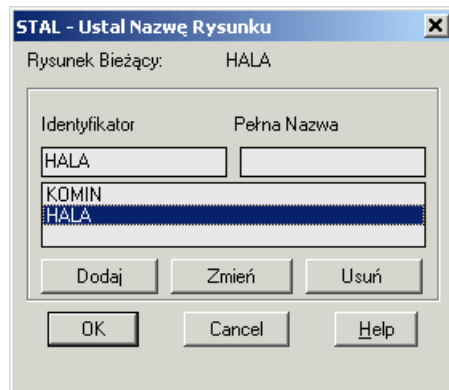 STAL - Ustal Nazwę Rysunku
Rysunek Bieżący: HALA
Identyfikator Pełna Nazwa
HALA
KOMIN
HALA
Dodaj Zmień Usuń
OK Cancel Help